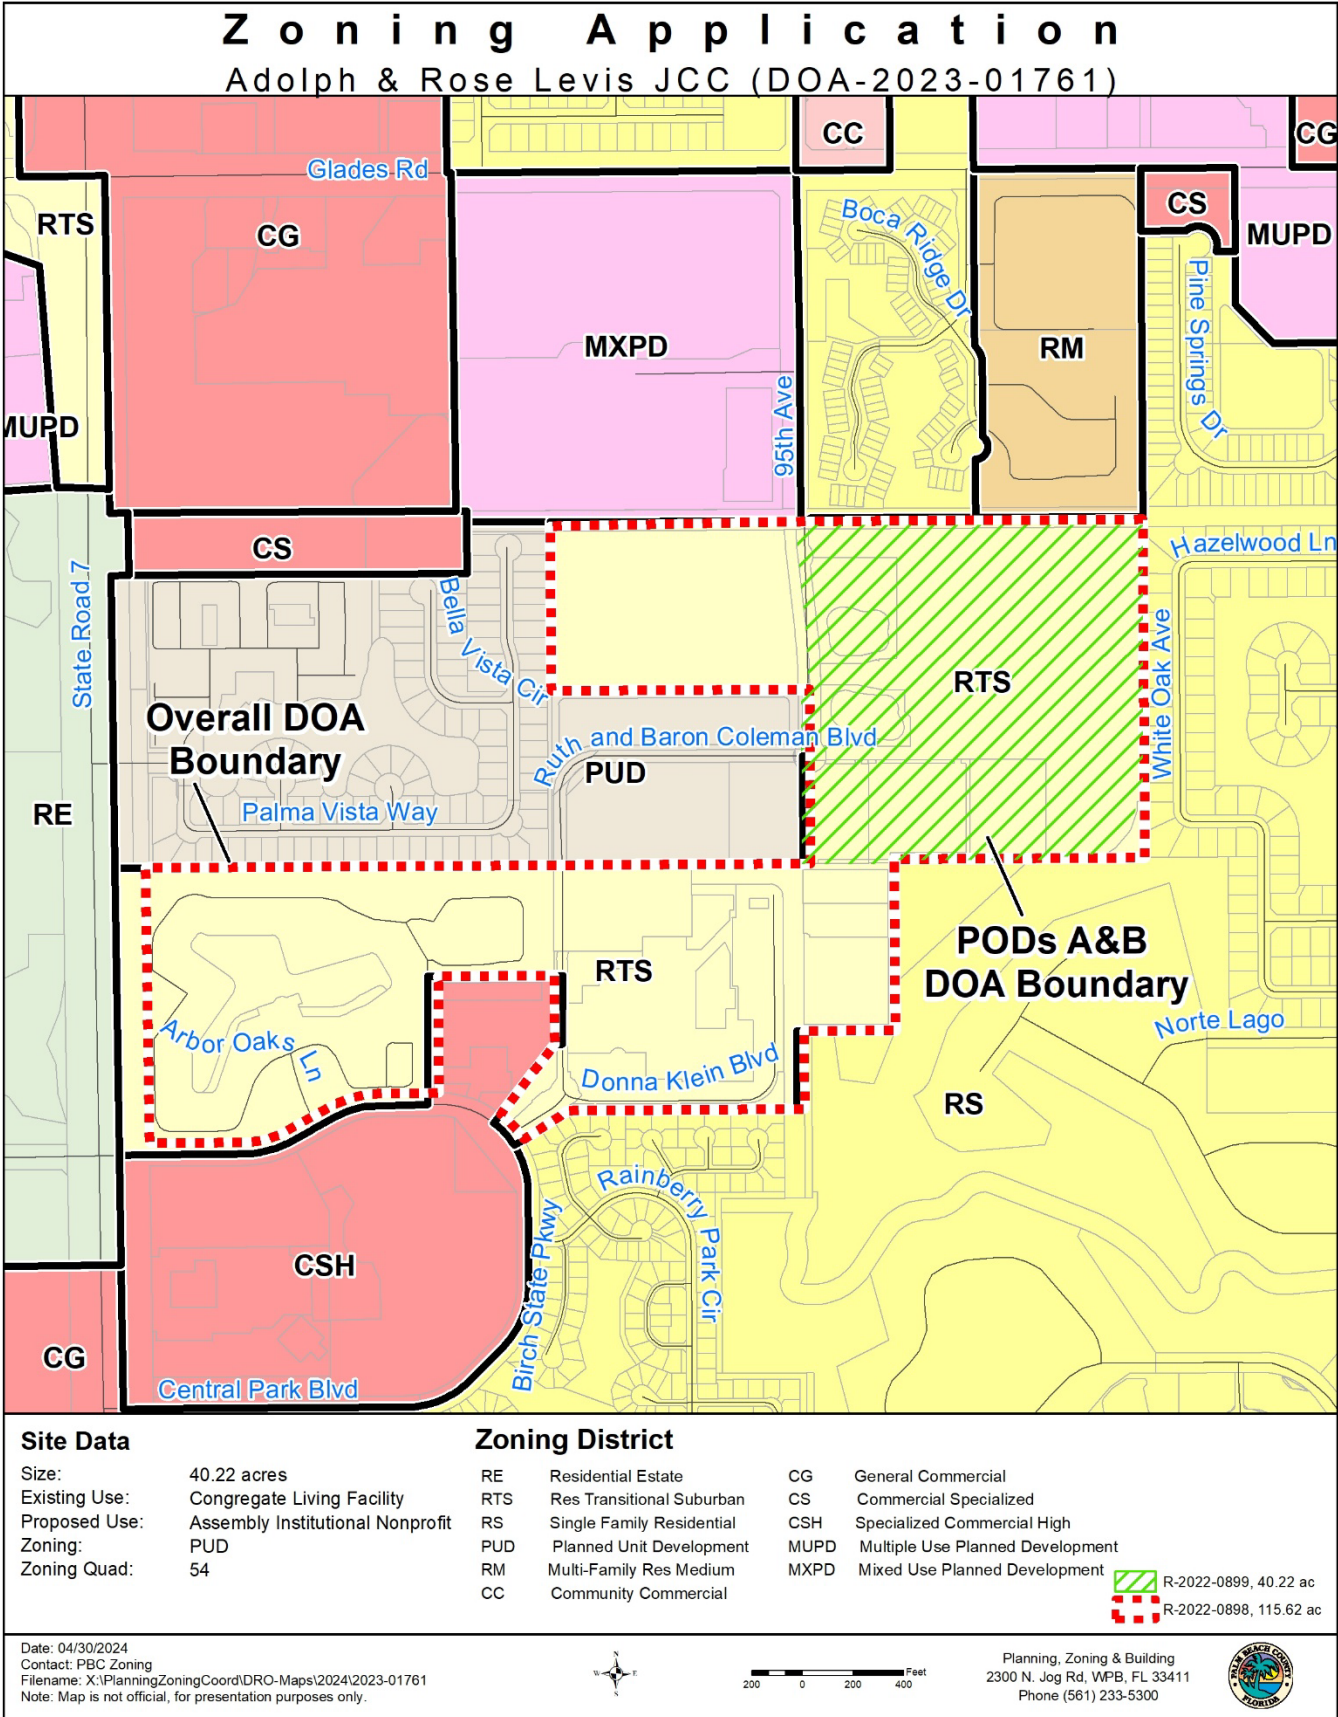 Zoning Application
Adolph & Rose Levis JCC (DOA-2023-01761)
CC
CG
Glades Rd
RTS
CG
CS
MUPD
Boca Ridge Dr
Pine Springs Dr
MXPD
RM
95th Ave
MUPD
CS
Hazelwood Ln
State Road 7
Bella Vista Cir
RTS
White Oak Ave
Overall DOA
Boundary
Ruth and Baron Coleman Blvd
PUD
RE
Palma Vista Way
PODs A&B
DOA Boundary
RTS
Arbor Oaks Ln
Norte Lago
Donna Klein Blvd
RS
Rainberry Park Cir
Birch State Pkwy
CSH
CG
Central Park Blvd
Site Data
Size: 40.22 acres
Existing Use: Congregate Living Facility
Proposed Use: Assembly Institutional Nonprofit
Zoning: PUD
Zoning Quad: 54
Zoning District
RE Residential Estate
RTS Res Transitional Suburban
RS Single Family Residential
PUD Planned Unit Development
RM Multi-Family Res Medium
CC Community Commercial
CG General Commercial
CS Commercial Specialized
CSH Specialized Commercial High
MUPD Multiple Use Planned Development
MXPD Mixed Use Planned Development
R-2022-0899, 40.22 ac
R-2022-0898, 115.62 ac
Date: 04/30/2024
Contact: PBC Zoning
Filename: X:\PlanningZoningCoord\DRO-Maps\2024\2023-01761
Note: Map is not official, for presentation purposes only.
N
W E
S
Feet
200 0 200 400
Planning, Zoning & Building
2300 N. Jog Rd, WPB, FL 33411
Phone (561) 233-5300
PALM BEACH COUNTY
FLORIDA